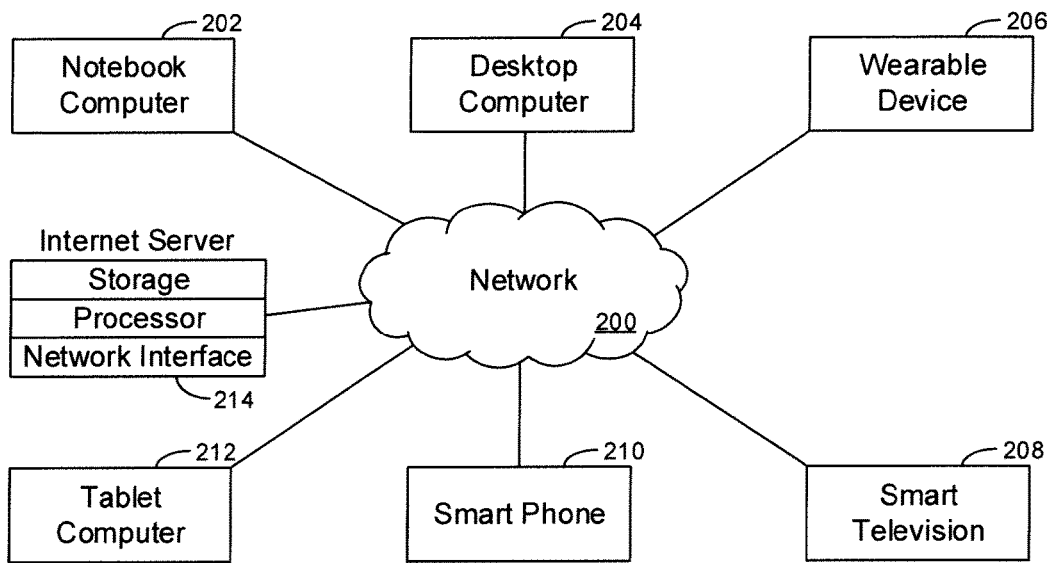 202
Notebook
Computer
204
Desktop
Computer
206
Wearable
Device
Internet Server
Storage
Processor
Network Interface
214
Network
200
212
Tablet
Computer
210
Smart Phone
208
Smart
Television